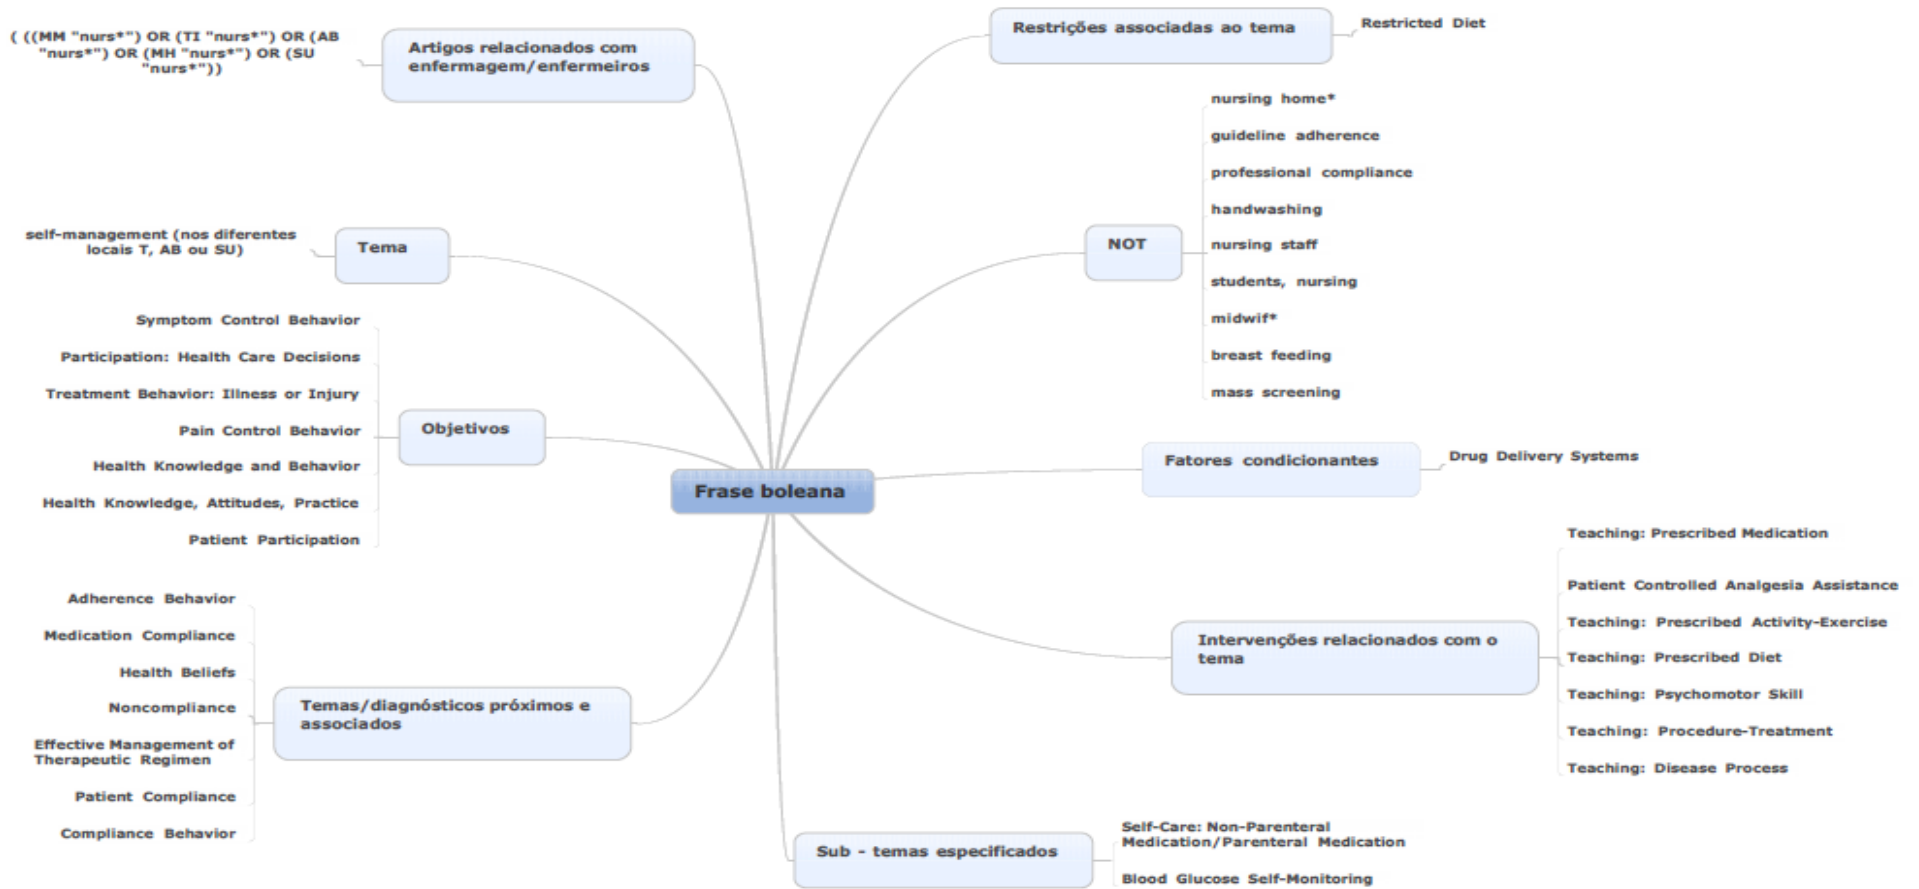 ( ((MM "nurs*") OR (TI "nurs*") OR (AB
"nurs*") OR (MH "nurs*") OR (SU
"nurs*"))
Artigos relacionados com
enfermagem/enfermeiros
self-management (nos diferentes
locais T, AB ou SU)
Tema
Symptom Control Behavior
Participation: Health Care Decisions
Treatment Behavior: Illness or Injury
Pain Control Behavior
Health Knowledge and Behavior
Health Knowledge, Attitudes, Practice
Patient Participation
Objetivos
Adherence Behavior
Medication Compliance
Health Beliefs
Noncompliance
Effective Management of
Therapeutic Regimen
Patient Compliance
Compliance Behavior
Temas/diagnósticos próximos e
associados
Frase boleana
Restrições associadas ao tema
Restricted Diet
NOT
nursing home*
guideline adherence
professional compliance
handwashing
nursing staff
students, nursing
midwif*
breast feeding
mass screening
Fatores condicionantes
Drug Delivery Systems
Intervenções relacionados com o
tema
Teaching: Prescribed Medication
Patient Controlled Analgesia Assistance
Teaching: Prescribed Activity-Exercise
Teaching: Prescribed Diet
Teaching: Psychomotor Skill
Teaching: Procedure-Treatment
Teaching: Disease Process
Sub - temas especificados
Self-Care: Non-Parenteral
Medication/Parenteral Medication
Blood Glucose Self-Monitoring